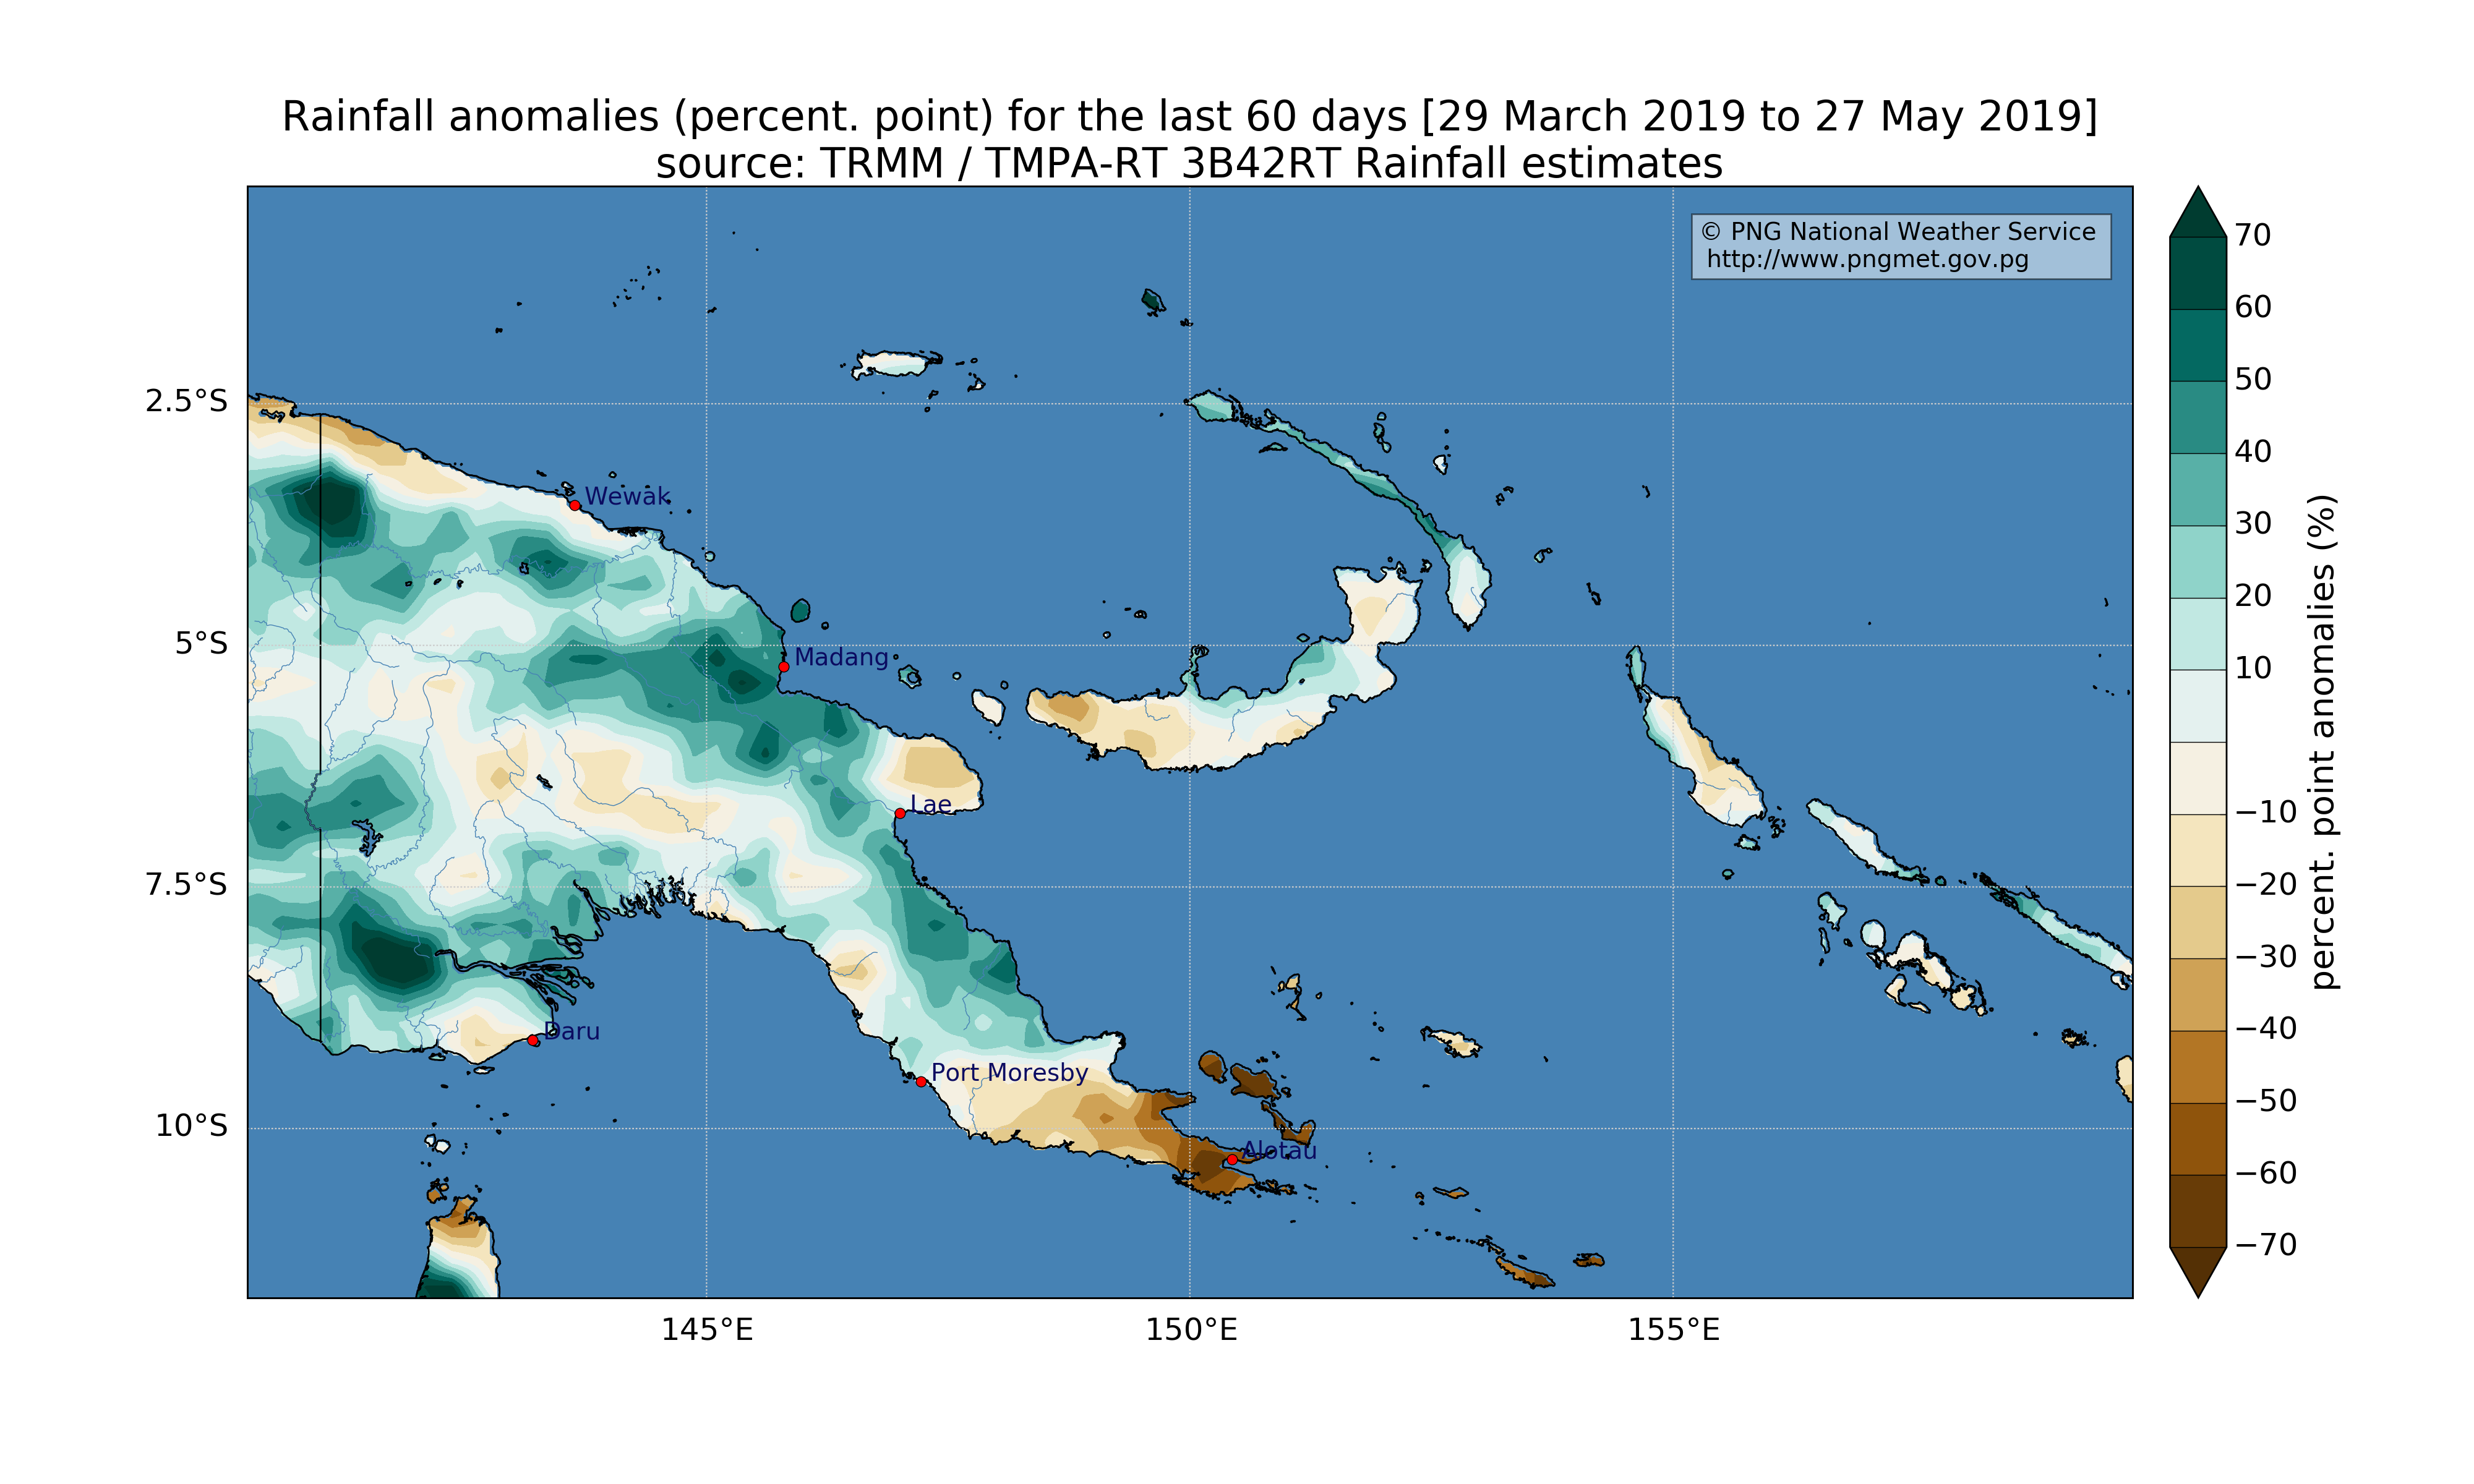 Rainfall anomalies (percent. point) for the last 60 days [29 March 2019 to 27 May 2019]
source: TRMM / TMPA-RT 3B42RT Rainfall estimates
© PNG National Weather Service
http://www.pngmet.gov.pg
2.5°S
5°S
7.5°S
10°S
145°E
150°E
155°E
Wewak
Madang
Lae
Daru
Port Moresby
Alotau
70
60
50
40
30
20
10
−10
−20
−30
−40
−50
−60
−70
percent. point anomalies (%)